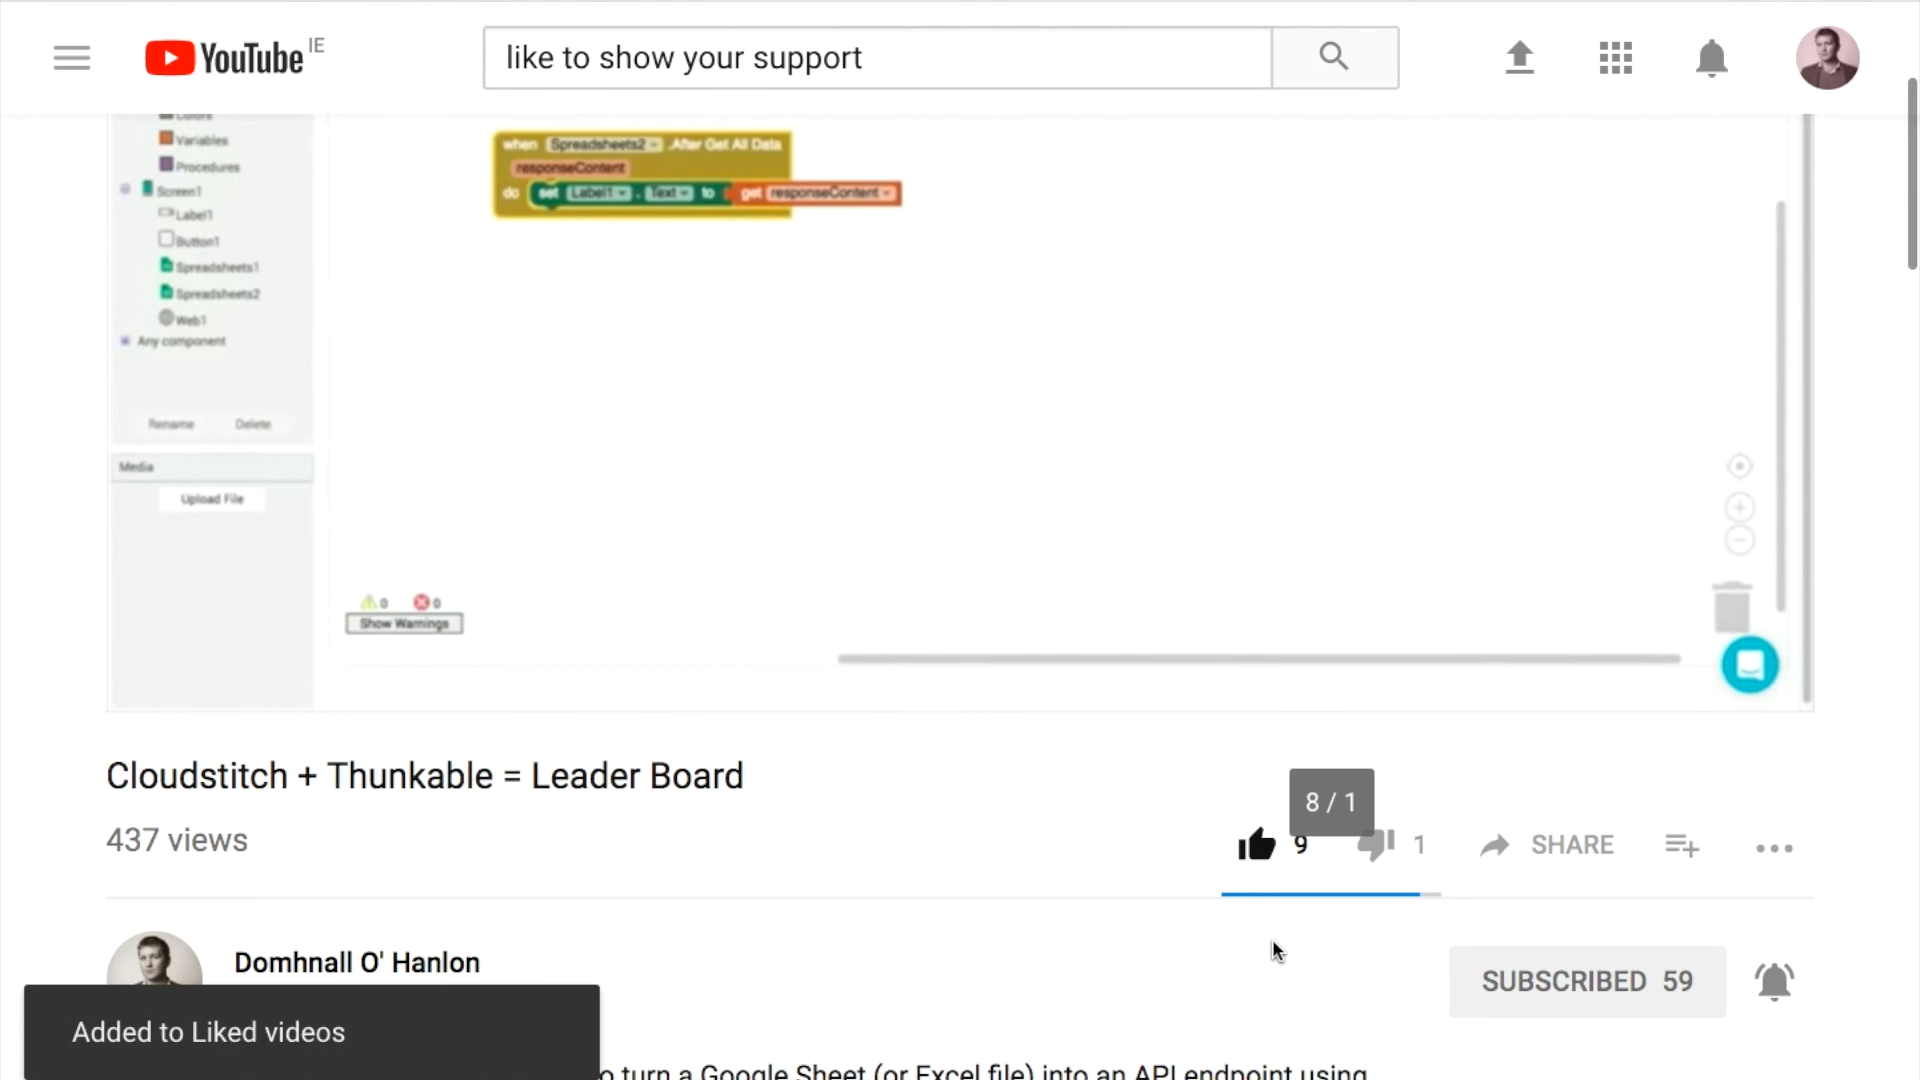 YouTube IE
like to show your support
Colors
Variables
Procedures
Screen1
Label1
Button1
Spreadsheets1
Spreadsheets2
Web1
Any component
Rename Delete
Media
Upload File
when Spreadsheets2 .After Get All Data
responseContent
do set Label1 . Text to get responseContent
0 0
Show Warnings
Cloudstitch + Thunkable = Leader Board
8 / 1
437 views
9 1 SHARE
Domhnall O' Hanlon
SUBSCRIBED 59
Added to Liked videos
o turn a Google Sheet (or Excel file) into an API endpoint using